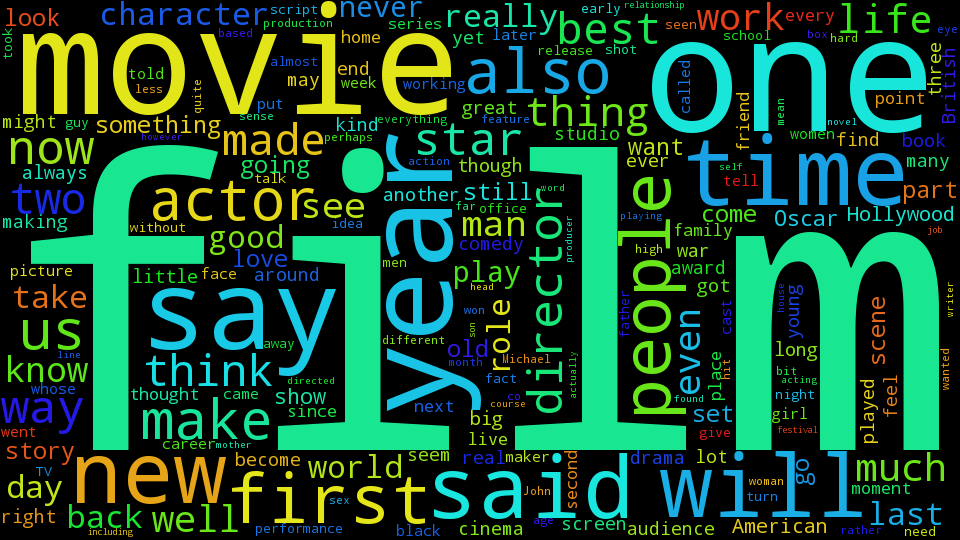 look
character
script
never
early
relationship
took
movie
production
series
really
best
work
every
life
based
home
yet
later
seen
school
box
hard
eye
one
almost
release
shot
told
less
quite
may
end
week
working
also
called
three
British
put
sense
great
thing
mean
point
novel
might
guy
something
made
kind
everything
perhaps
feature
star
studio
women
friend
find
book
now
however
always
going
talk
action
though
want
ever
time
self
tell
many
two
actor
see
another
still
word
part
making
without
idea
year
far
office
man
director
people
playing
come
Oscar
Hollywood
job
good
love
comedy
producer
high
family
war
film
picture
little
face
around
men
play
award
got
take
say
head
won
role
father
cast
young
house
scene
writer
us
away
different
son
old
month
Michael
actually
even
place
hit
long
wanted
know
line
think
directed
fact
co
bit
acting
whose
thought
came
show
since
next
course
found
night
feel
played
way
make
big
set
girl
went
career
mother
live
give
festival
story
new
become
world
seem
real
maker
second
drama
lot
go
much
TV
day
first
said
will
woman
turn
moment
sex
John
age
right
back
well
performance
black
cinema
screen
audience
American
rather
last
need
including